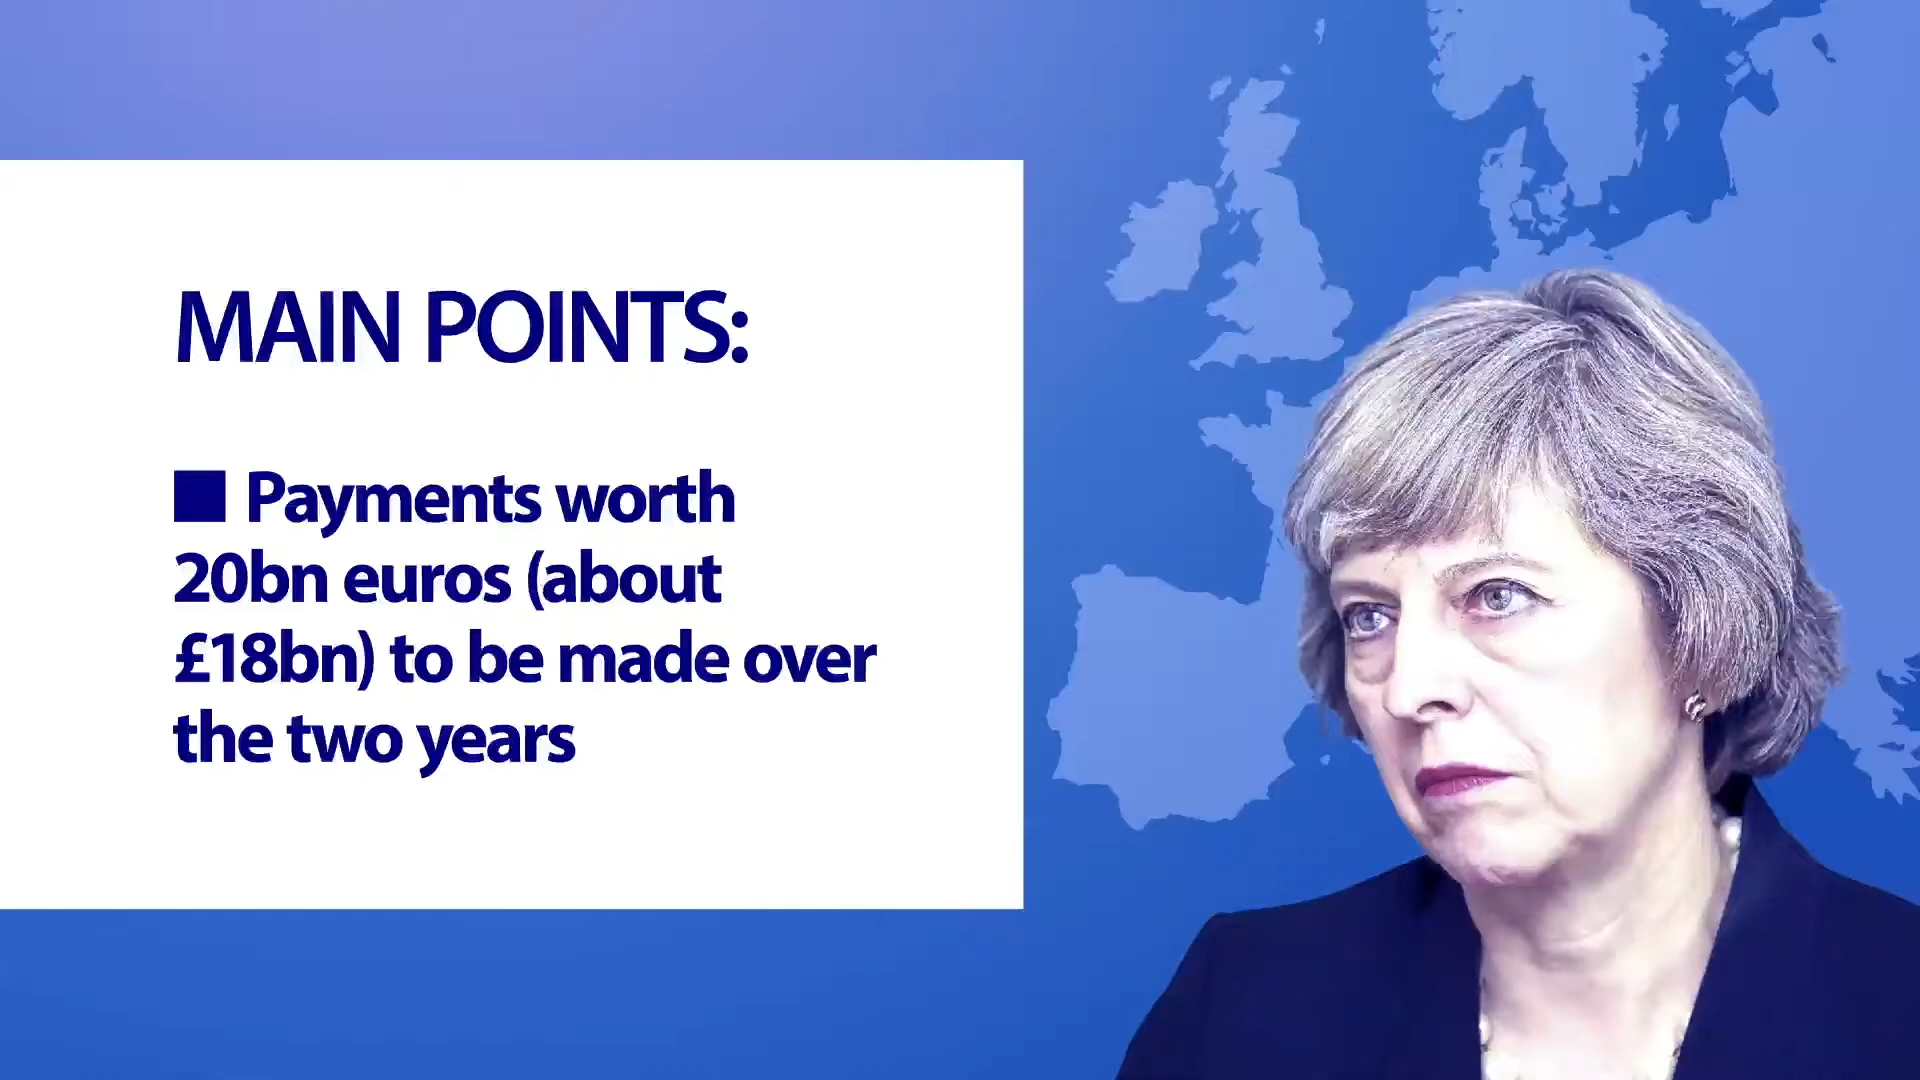 MAIN POINTS:
■ Payments worth
20bn euros (about
£18bn) to be made over
the two years